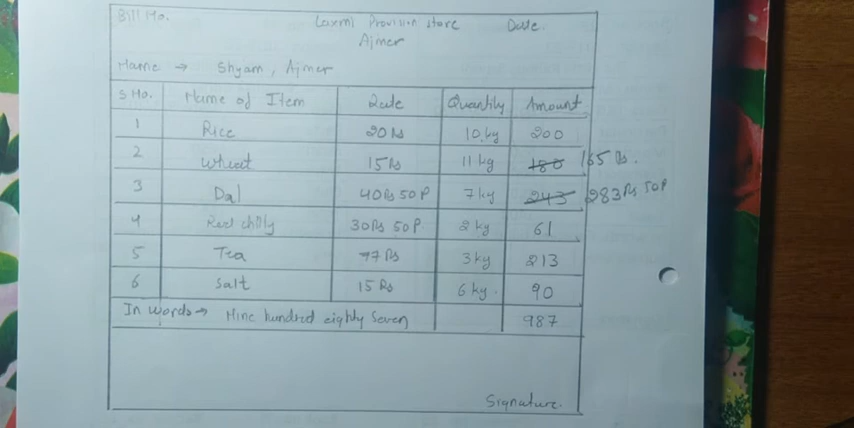 Bill No. Laxmi Provision Store Date.
Ajmer
Name → Shyam, Ajmer
S No. Name of Item Rate Quantity Amount
1 Rice 20 Rs 10 kg 200
2 Wheat 15 Rs 11 kg 180 165 Rs.
3 Dal 40 Rs 50 P 7 kg 243 283 Rs 50P
4 Red chilly 30 Rs 50 P. 2 kg 61
5 Tea 77 Rs 3 kg 213
6 Salt 15 Rs 6 kg. 90
In words → Nine hundred eighty Seven 987
Signature.